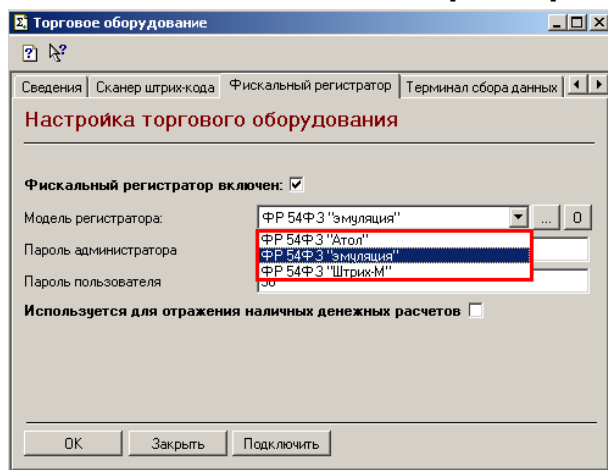 Торговое оборудование
Сведения Сканер штрих-кода Фискальный регистратор Терминал сбора данных
Настройка торгового оборудования
Фискальный регистратор включен:
Модель регистратора: ФР 54ФЗ "эмуляция" ... О
ФР 54ФЗ "Атол"
Пароль администратора ФР 54ФЗ "эмуляция"
ФР 54ФЗ "Штрих-М"
Пароль пользователя 30
Используется для отражения наличных денежных расчетов
OK Закрыть Подключить